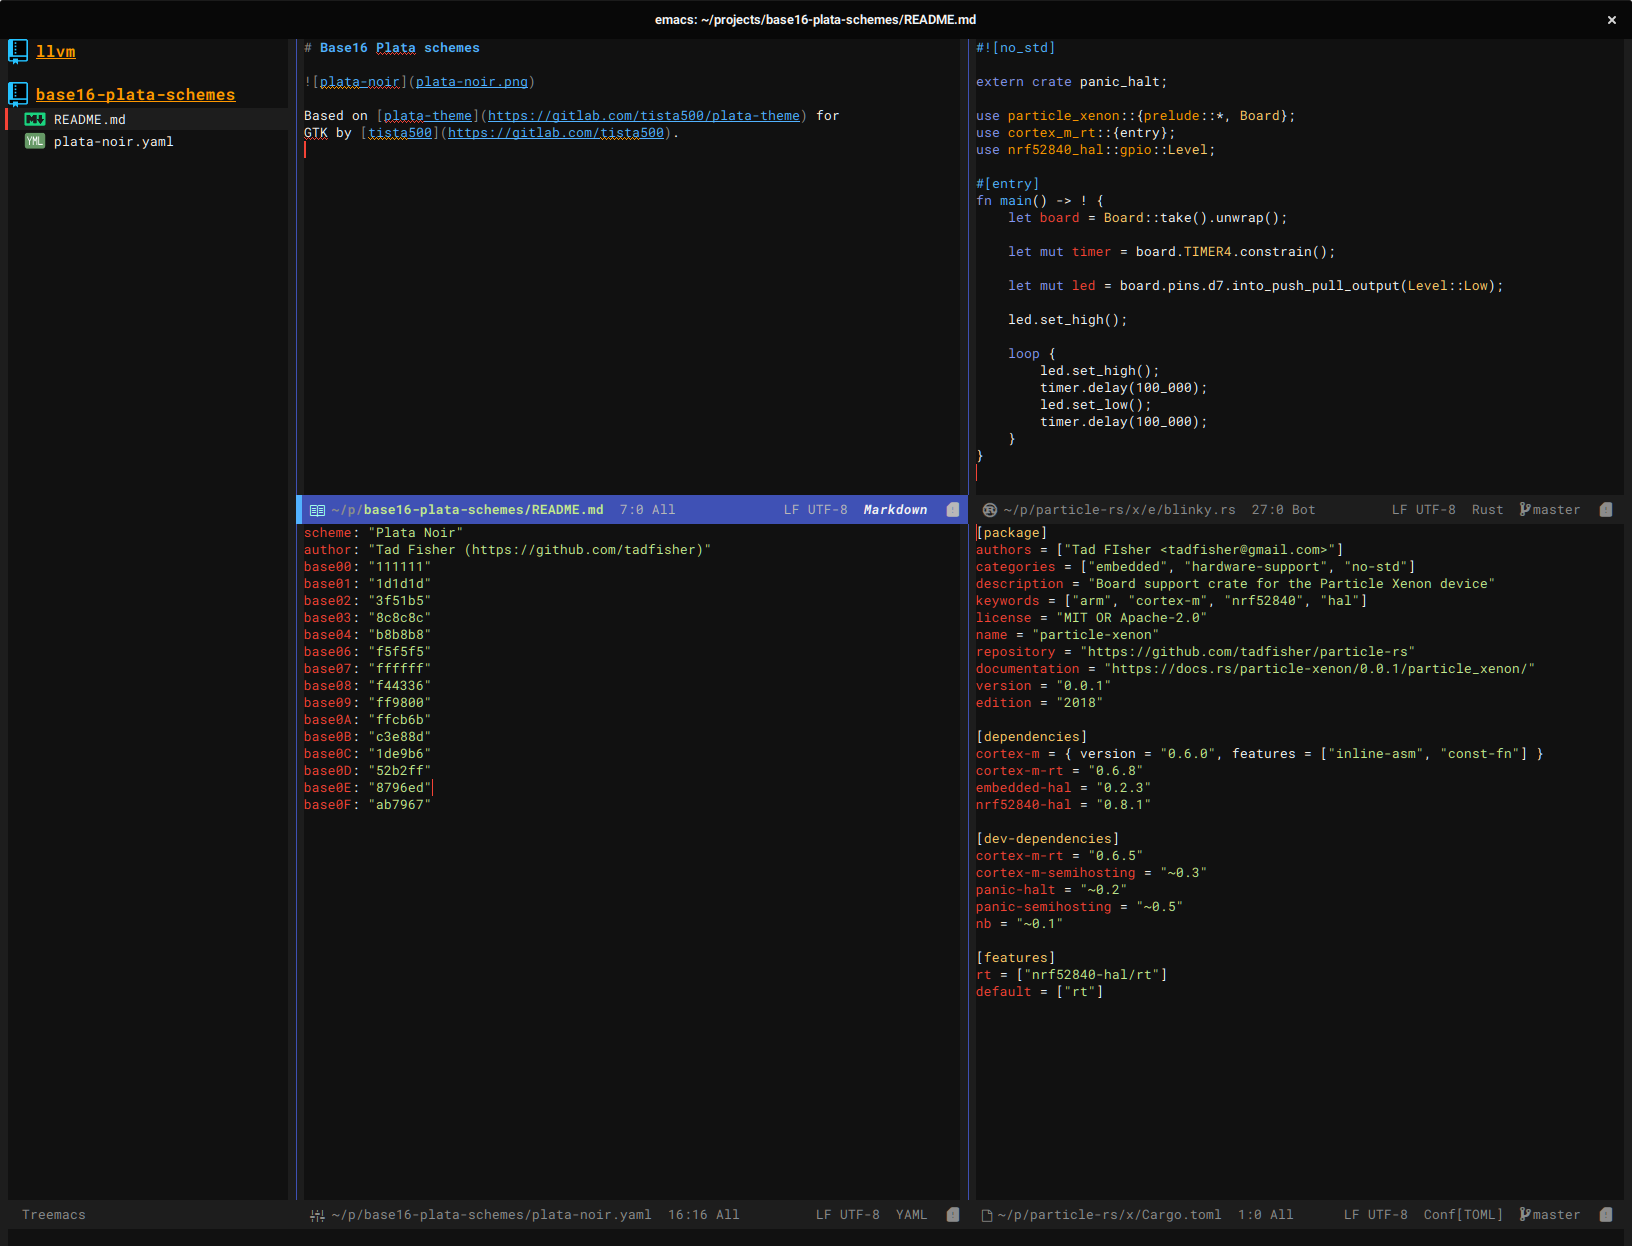 emacs: ~/projects/base16-plata-schemes/README.md
llvm
base16-plata-schemes
README.md
YML plata-noir.yaml
# Base16 Plata schemes
![plata-noir](plata-noir.png)
Based on [plata-theme](https://gitlab.com/tista500/plata-theme) for
GTK by [tista500](https://gitlab.com/tista500).
~/p/base16-plata-schemes/README.md 7:0 All LF UTF-8 Markdown
#![no_std]
extern crate panic_halt;
use particle_xenon::{prelude::*, Board};
use cortex_m_rt::{entry};
use nrf52840_hal::gpio::Level;
#[entry]
fn main() -> ! {
    let board = Board::take().unwrap();
    let mut timer = board.TIMER4.constrain();
    let mut led = board.pins.d7.into_push_pull_output(Level::Low);
    led.set_high();
    loop {
        led.set_high();
        timer.delay(100_000);
        led.set_low();
        timer.delay(100_000);
    }
}
~/p/particle-rs/x/e/blinky.rs 27:0 Bot LF UTF-8 Rust master
scheme: "Plata Noir"
author: "Tad Fisher (https://github.com/tadfisher)"
base00: "111111"
base01: "1d1d1d"
base02: "3f51b5"
base03: "8c8c8c"
base04: "b8b8b8"
base06: "f5f5f5"
base07: "ffffff"
base08: "f44336"
base09: "ff9800"
base0A: "ffcb6b"
base0B: "c3e88d"
base0C: "1de9b6"
base0D: "52b2ff"
base0E: "8796ed"
base0F: "ab7967"
[package]
authors = ["Tad FIsher <tadfisher@gmail.com>"]
categories = ["embedded", "hardware-support", "no-std"]
description = "Board support crate for the Particle Xenon device"
keywords = ["arm", "cortex-m", "nrf52840", "hal"]
license = "MIT OR Apache-2.0"
name = "particle-xenon"
repository = "https://github.com/tadfisher/particle-rs"
documentation = "https://docs.rs/particle-xenon/0.0.1/particle_xenon/"
version = "0.0.1"
edition = "2018"
[dependencies]
cortex-m = { version = "0.6.0", features = ["inline-asm", "const-fn"] }
cortex-m-rt = "0.6.8"
embedded-hal = "0.2.3"
nrf52840-hal = "0.8.1"
[dev-dependencies]
cortex-m-rt = "0.6.5"
cortex-m-semihosting = "~0.3"
panic-halt = "~0.2"
panic-semihosting = "~0.5"
nb = "~0.1"
[features]
rt = ["nrf52840-hal/rt"]
default = ["rt"]
Treemacs
~/p/base16-plata-schemes/plata-noir.yaml 16:16 All LF UTF-8 YAML
~/p/particle-rs/x/Cargo.toml 1:0 All LF UTF-8 Conf[TOML] master